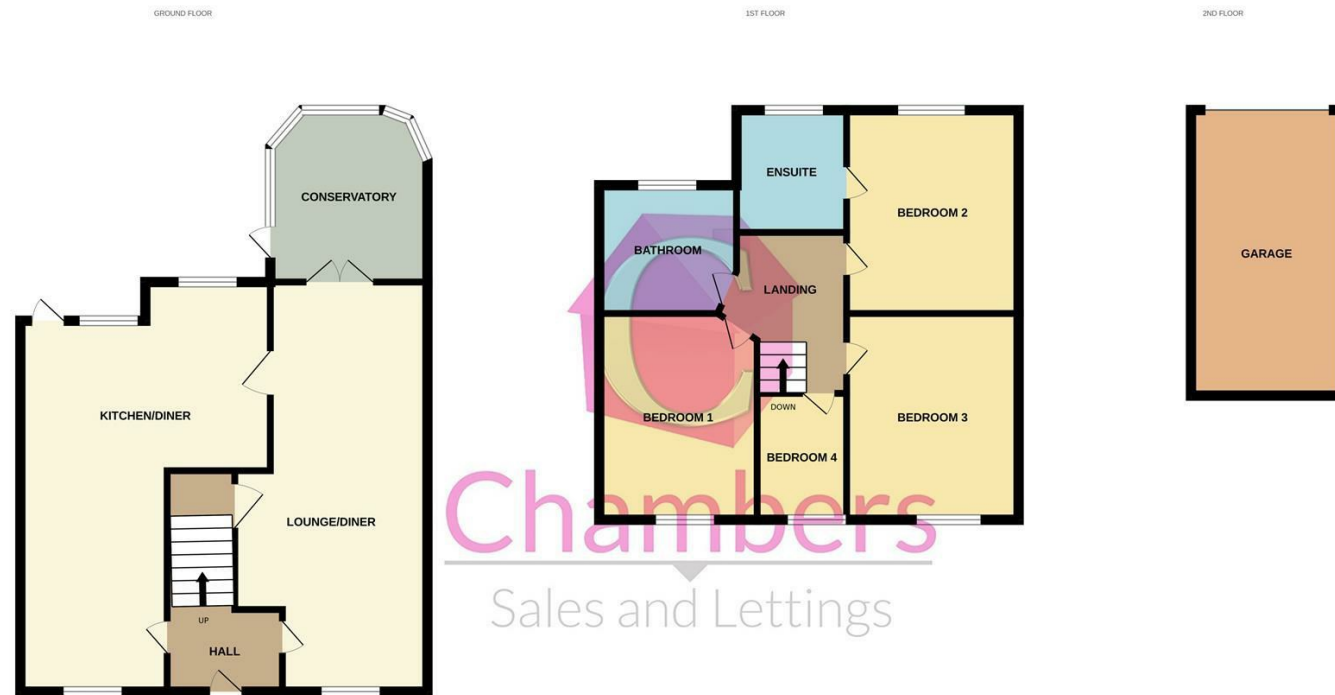 GROUND FLOOR
1ST FLOOR
2ND FLOOR
CONSERVATORY
KITCHEN/DINER
LOUNGE/DINER
UP
HALL
ENSUITE
BEDROOM 2
BATHROOM
LANDING
BEDROOM 1
DOWN
BEDROOM 3
BEDROOM 4
GARAGE
Chambers
Sales and Lettings